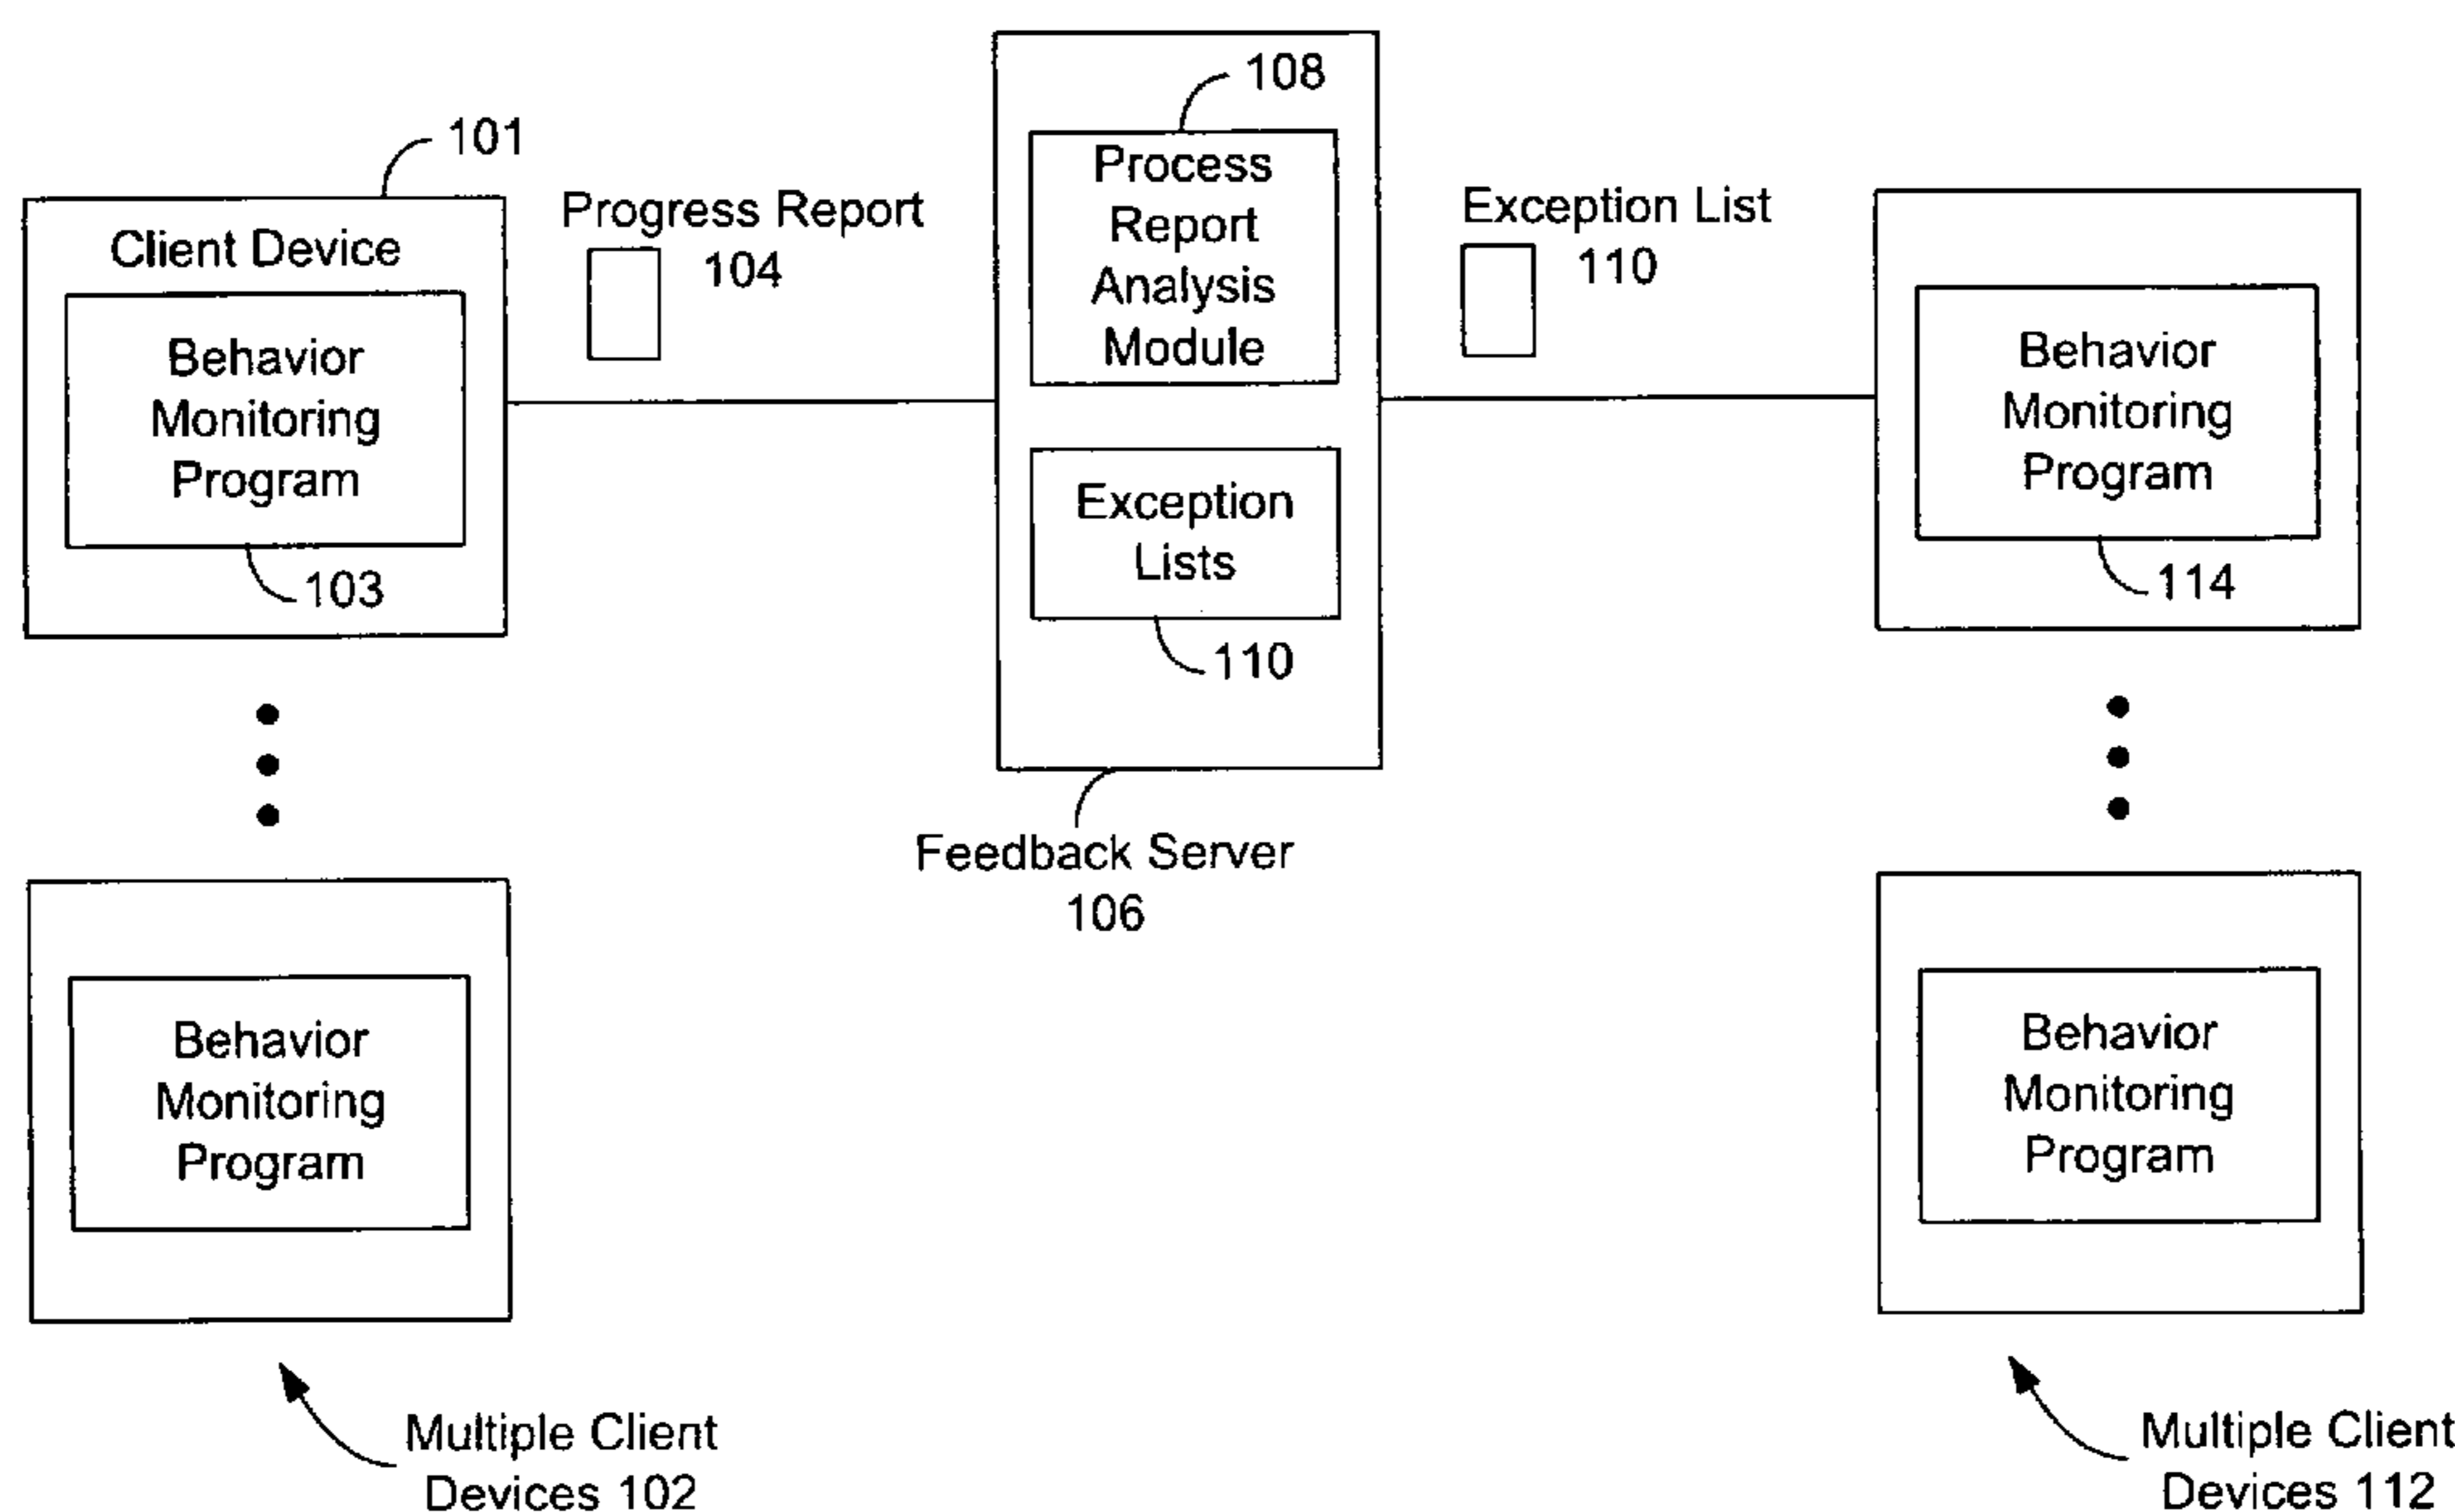 108
101
Process
Report
Analysis
Module
Progress Report
104
Exception List
110
Client Device
Behavior
Monitoring
Program
103
Behavior
Monitoring
Program
114
Exception
Lists
110
Feedback Server
106
Behavior
Monitoring
Program
Behavior
Monitoring
Program
Multiple Client
Devices 102
Multiple Client
Devices 112